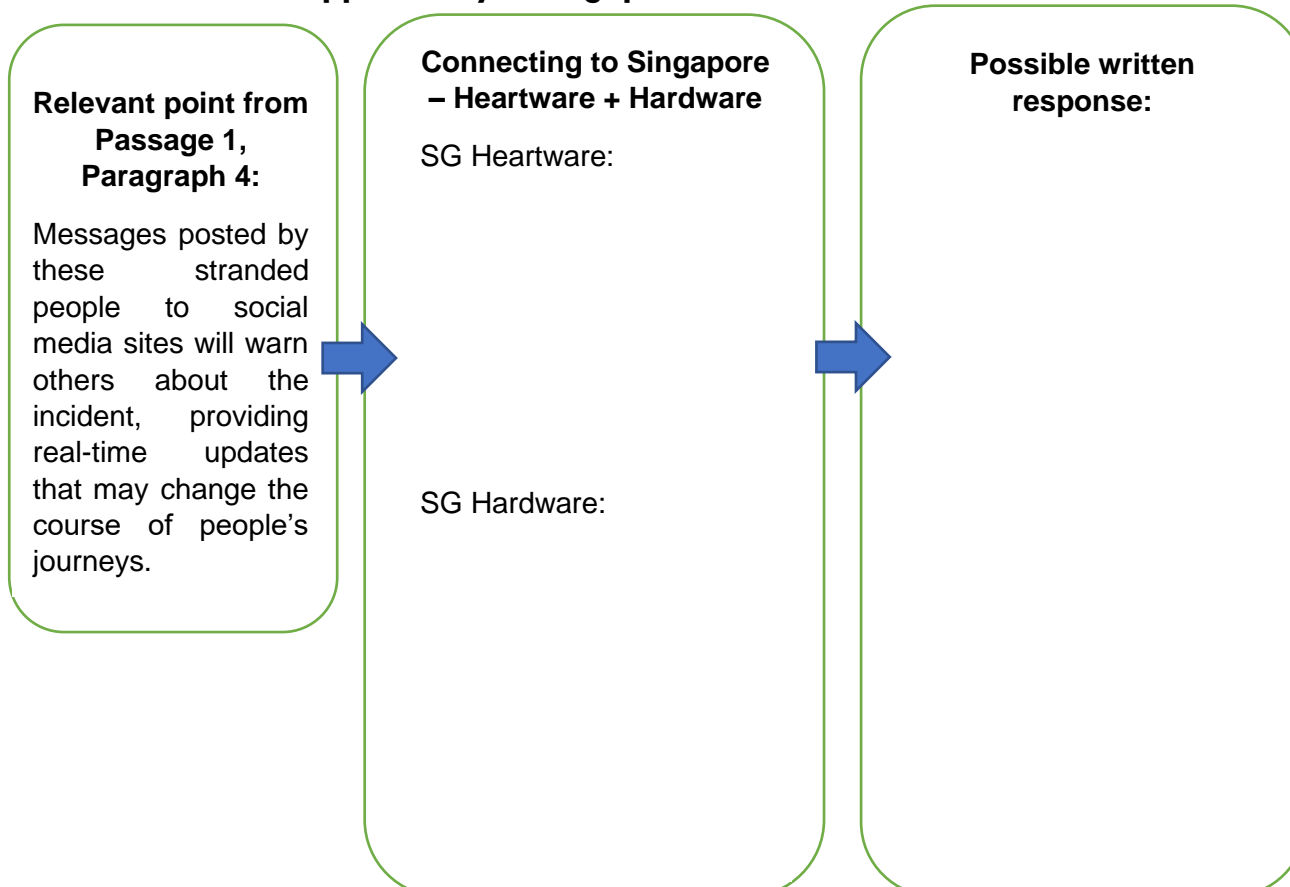 Relevant point from
Passage 1,
Paragraph 4:
Messages posted by
these stranded
people to social
media sites will warn
others about the
incident, providing
real-time updates
that may change the
course of people's
journeys.
Connecting to Singapore
– Heartware + Hardware
SG Heartware:
SG Hardware:
Possible written
response: